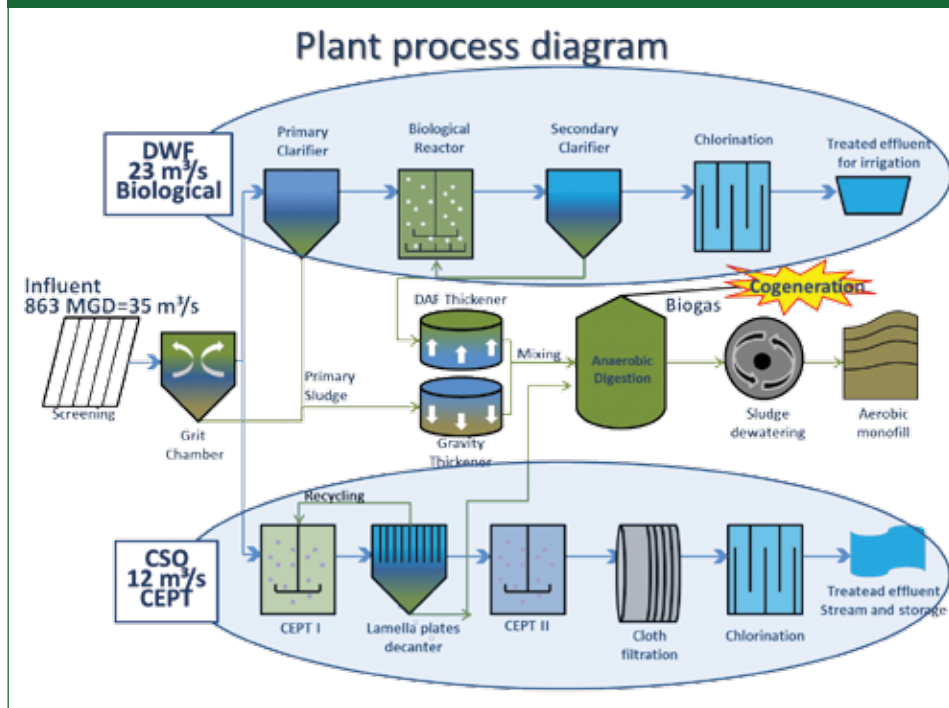 Plant process diagram
DWF
23 m³/s
Biological
Primary
Clarifier
Biological
Reactor
Secondary
Clarifier
Chlorination
Treated effluent
for irrigation
Influent
863 MGD=35 m³/s
Screening
Grit
Chamber
Primary
Sludge
DAF Thickener
Gravity
Thickener
Mixing
Anaerobic
Digestion
Biogas
Cogeneration
Sludge
dewatering
Aerobic
monofill
CSO
12 m³/s
CEPT
Recycling
CEPT I
Lamella plates
decanter
CEPT II
Cloth
filtration
Chlorination
Treatead effluent
Stream and storage